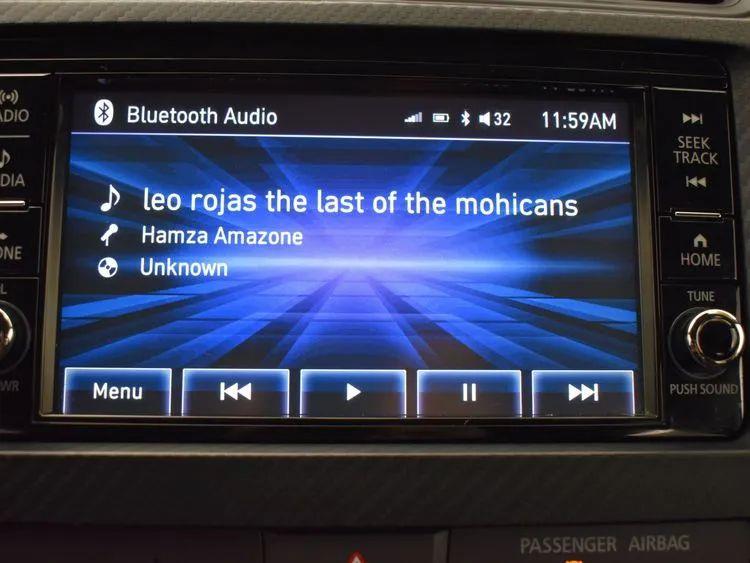 Bluetooth Audio
32
11:59AM
leo rojas the last of the mohicans
Hamza Amazone
Unknown
Menu
SEEK
TRACK
HOME
TUNE
PUSH SOUND
PASSENGER AIRBAG